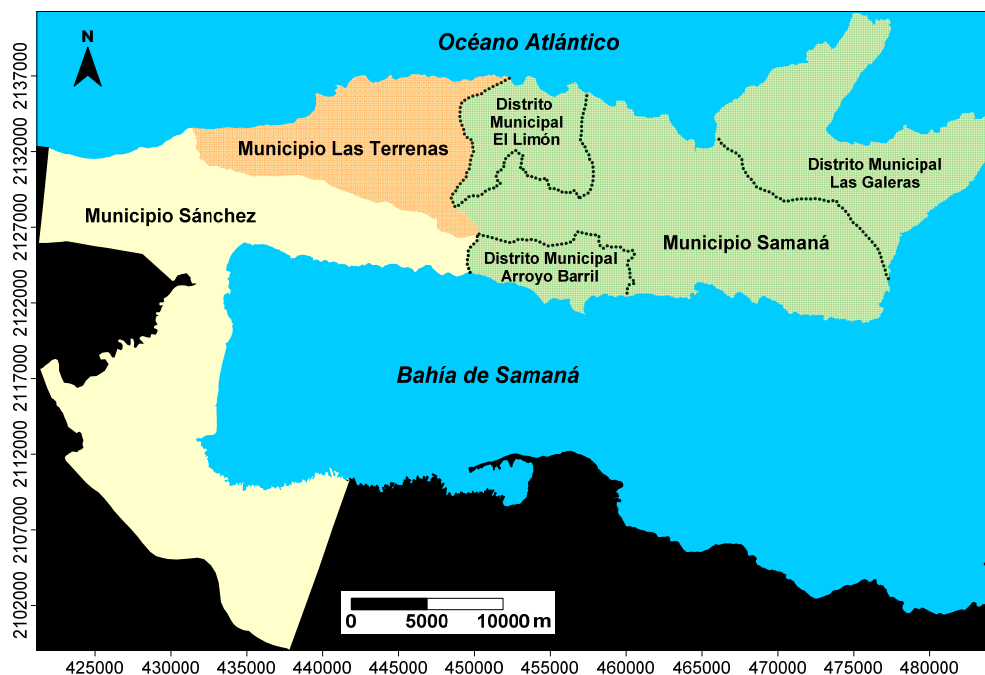 N
Océano Atlántico
Distrito
Municipal
El Limón
Municipio Las Terrenas
Distrito Municipal
Las Galeras
Municipio Sánchez
Municipio Samaná
Distrito Municipal
Arroyo Barril
Bahía de Samaná
2137000
2132000
2127000
2122000
2117000
2112000
2107000
2102000
0 5000 10000 m
425000 430000 435000 440000 445000 450000 455000 460000 465000 470000 475000 480000